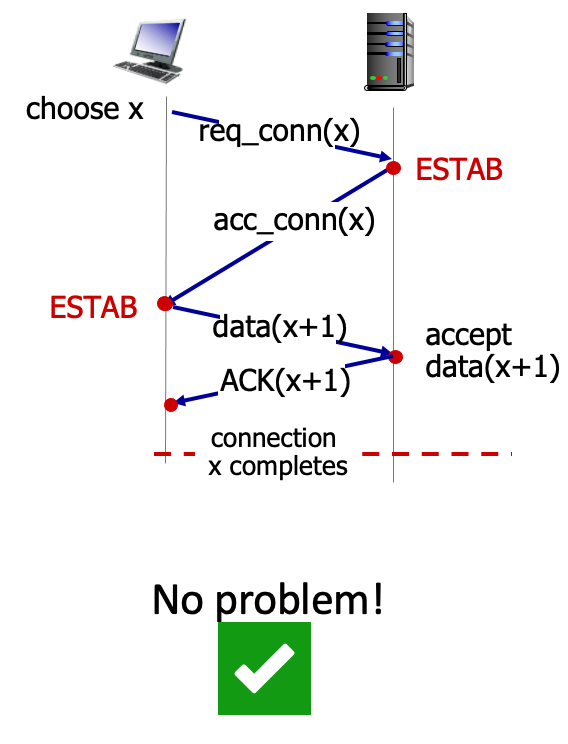 choose x
req_conn(x)
ESTAB
acc_conn(x)
ESTAB
data(x+1)
accept
data(x+1)
ACK(x+1)
connection
x completes
No problem!